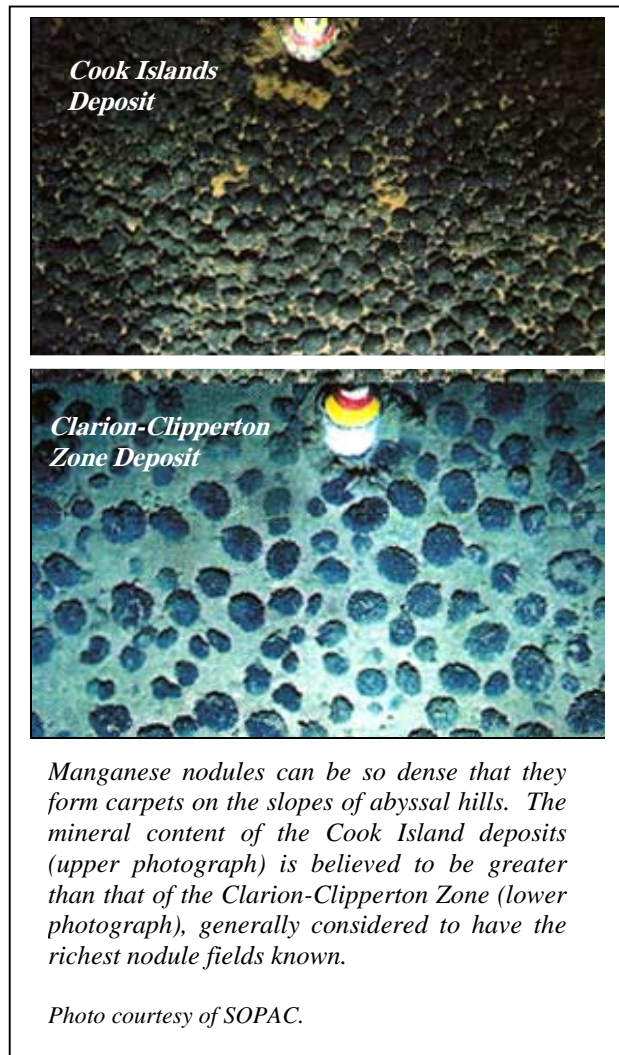 Cook Islands
Deposit
Clarion-Clipperton
Zone Deposit
Manganese nodules can be so dense that they
form carpets on the slopes of abyssal hills. The
mineral content of the Cook Island deposits
(upper photograph) is believed to be greater
than that of the Clarion-Clipperton Zone (lower
photograph), generally considered to have the
richest nodule fields known.
Photo courtesy of SOPAC.